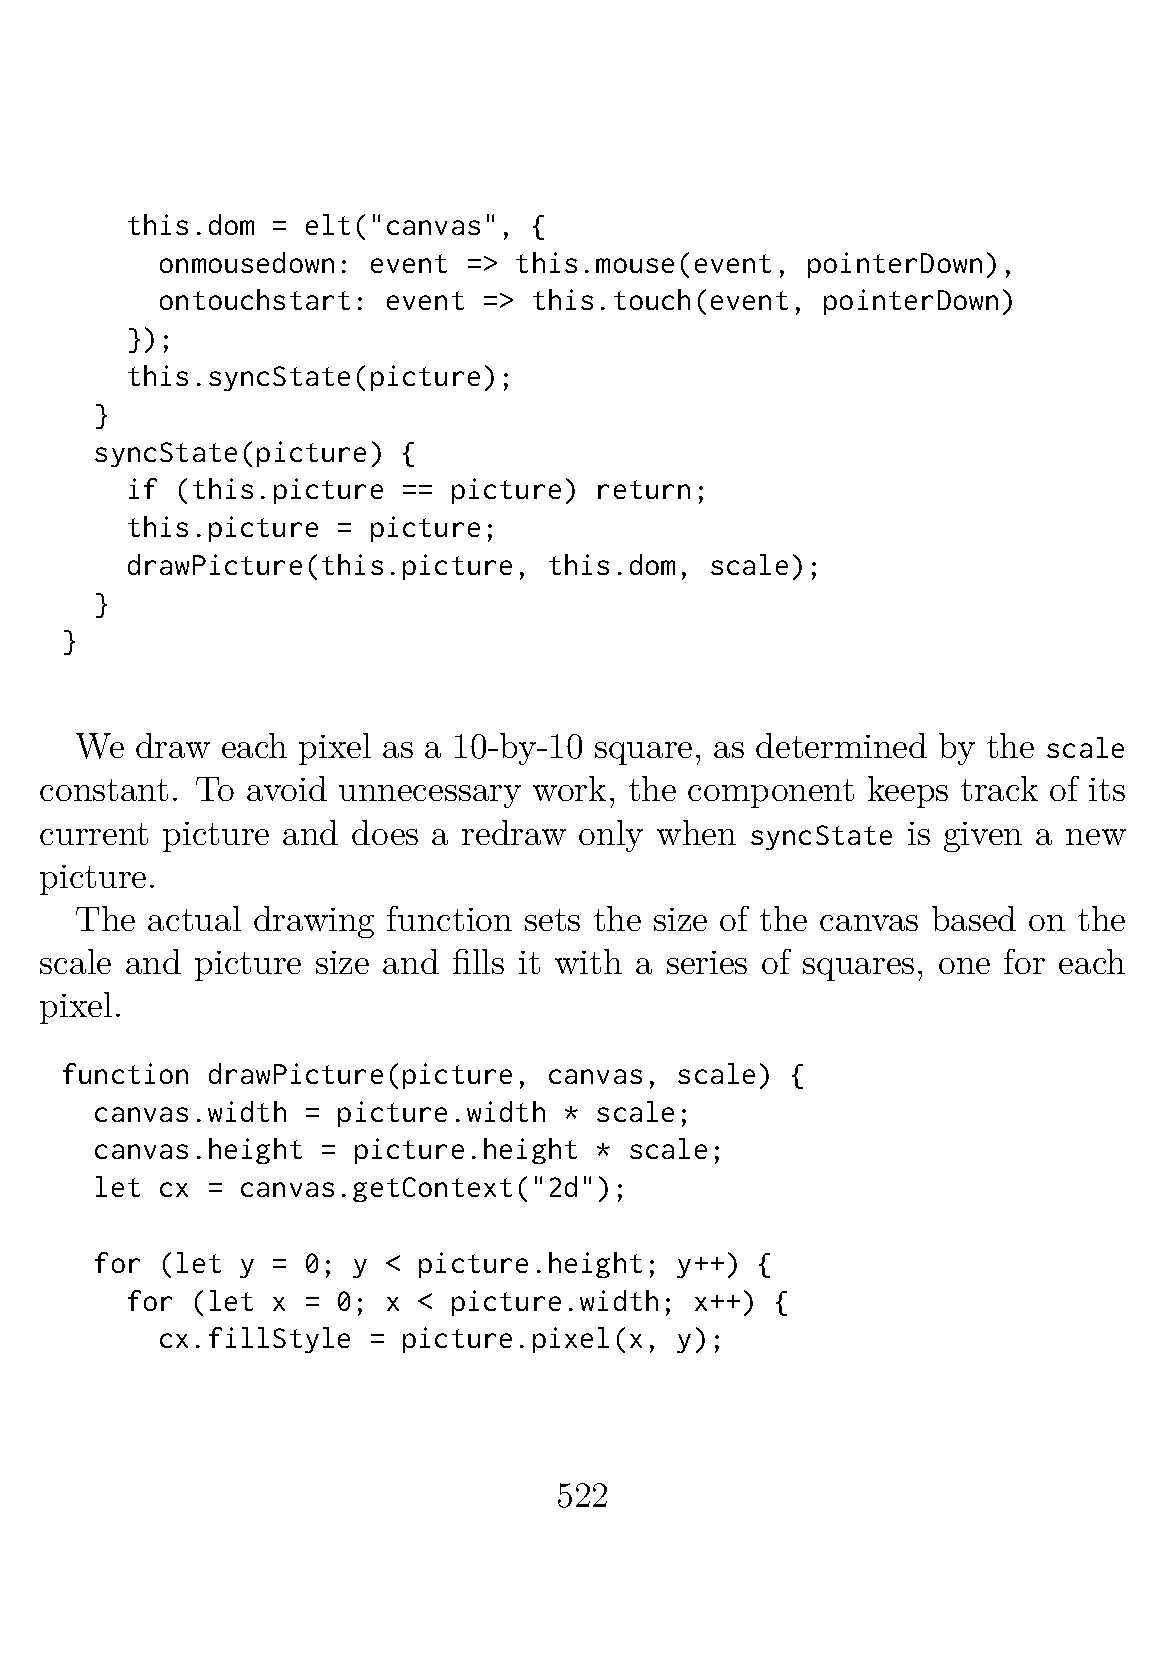 this.dom = elt("canvas", {
onmousedown: event => this.mouse(event, pointerDown),
ontouchstart: event => this.touch(event, pointerDown)
});
this.syncState(picture);
}
syncState(picture) {
if (this.picture == picture) return;
this.picture = picture;
drawPicture(this.picture, this.dom, scale);
}
}
We draw each pixel as a 10-by-10 square, as determined by the scale
constant. To avoid unnecessary work, the component keeps track of its
current picture and does a redraw only when syncState is given a new
picture.
The actual drawing function sets the size of the canvas based on the
scale and picture size and fills it with a series of squares, one for each
pixel.
function drawPicture(picture, canvas, scale) {
canvas.width = picture.width * scale;
canvas.height = picture.height * scale;
let cx = canvas.getContext("2d");
for (let y = 0; y < picture.height; y++) {
for (let x = 0; x < picture.width; x++) {
cx.fillStyle = picture.pixel(x, y);
522